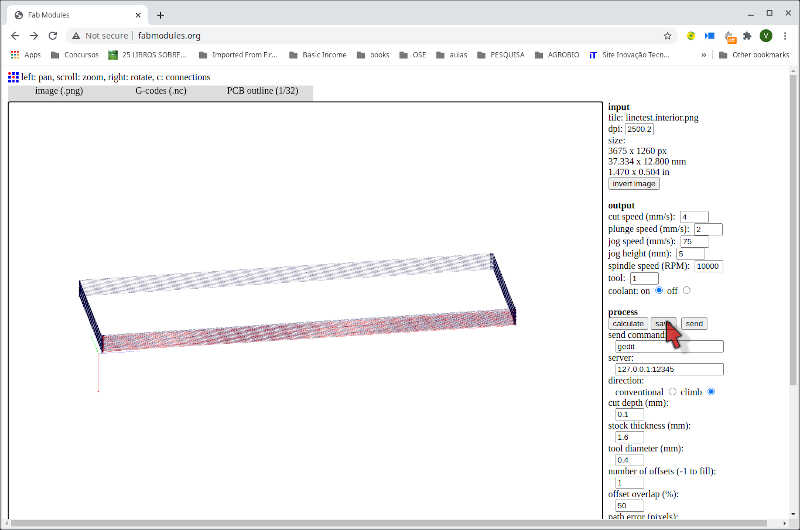 Fab Modules
Not secure | fabmodules.org
Apps Concursos 25 LIBROS SOBRE... Imported From Fir... Basic Income books OSE aulas PESQUISA AGROBIO Site Inovação Tecn... » Other bookmarks
left: pan, scroll: zoom, right: rotate, c: connections
image (.png) G-codes (.nc) PCB outline (1/32)
input
file: linetest.interior.png
dpi: 2500.2
size:
3675 x 1260 px
37.334 x 12.800 mm
1.470 x 0.504 in
invert image
output
cut speed (mm/s): 4
plunge speed (mm/s): 2
jog speed (mm/s): 75
jog height (mm): 5
spindle speed (RPM): 10000
tool: 1
coolant: on off
process
calculate send
send command:
gedit
server:
127.0.0.1:12345
direction:
conventional climb
cut depth (mm):
0.1
stock thickness (mm):
1.6
tool diameter (mm):
0.4
number of offsets (-1 to fill):
1
offset overlap (%):
50
path error (pixels):